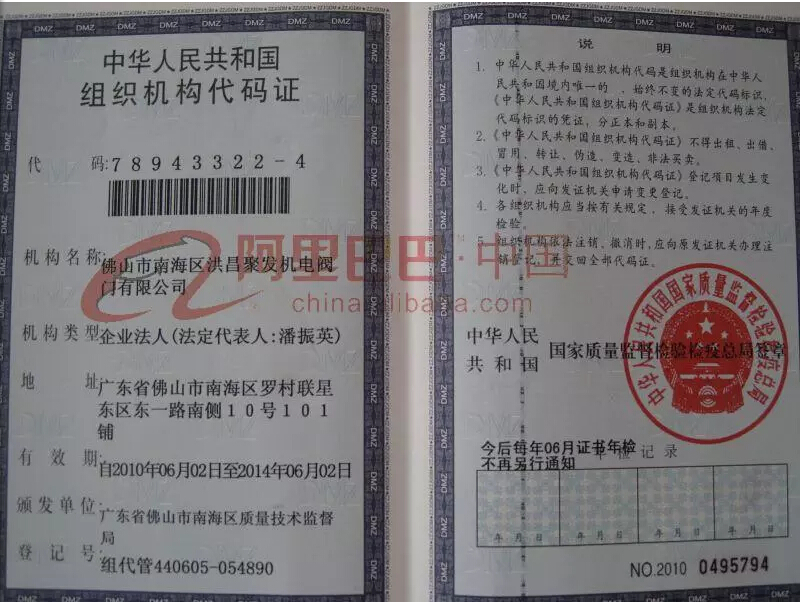 中华人民共和国
组织机构代码证
代 码:78943322-4
机构名称:佛山市南海区洪昌聚发机电阀
门有限公司
机构类型:企业法人(法定代表人:潘振英)
地 址:广东省佛山市南海区罗村联星
东区东一路南侧10号101
铺
有 效 期:自2010年06月02日至2014年06月02日
颁发单位:广东省佛山市南海区质量技术监督
局
登 记 号:组代管440605-054890
说 明
1. 中华人民共和国组织机构代码是组织机构在中华人
民共和国境内唯一的、始终不变的法定代码标识,
《中华人民共和国组织机构代码证》是组织机构法定
代码标识的凭证,分正本和副本。
2.《中华人民共和国组织机构代码证》不得出租、出借、
冒用、转让、伪造、变造、非法买卖。
3.《中华人民共和国组织机构代码证》登记项目发生变
化时,应向发证机关申请变更登记。
4. 各组织机构应当按有关规定,接受发证机关的年度
检验。
5. 组织机构依法注销、撤消时,应向原发证机关办理注
销登记,并交回全部代码证。
中华人民
共和国 国家质量监督检验检疫总局签章
中华人民共和国国家质量监督检验检疫总局
年检记录
今后每年06月证书年检
不再另行通知
年 月 日 年 月 日 年 月 日 年 月 日
NO.2010 0495794
阿里巴巴·中国
china.alibaba.com